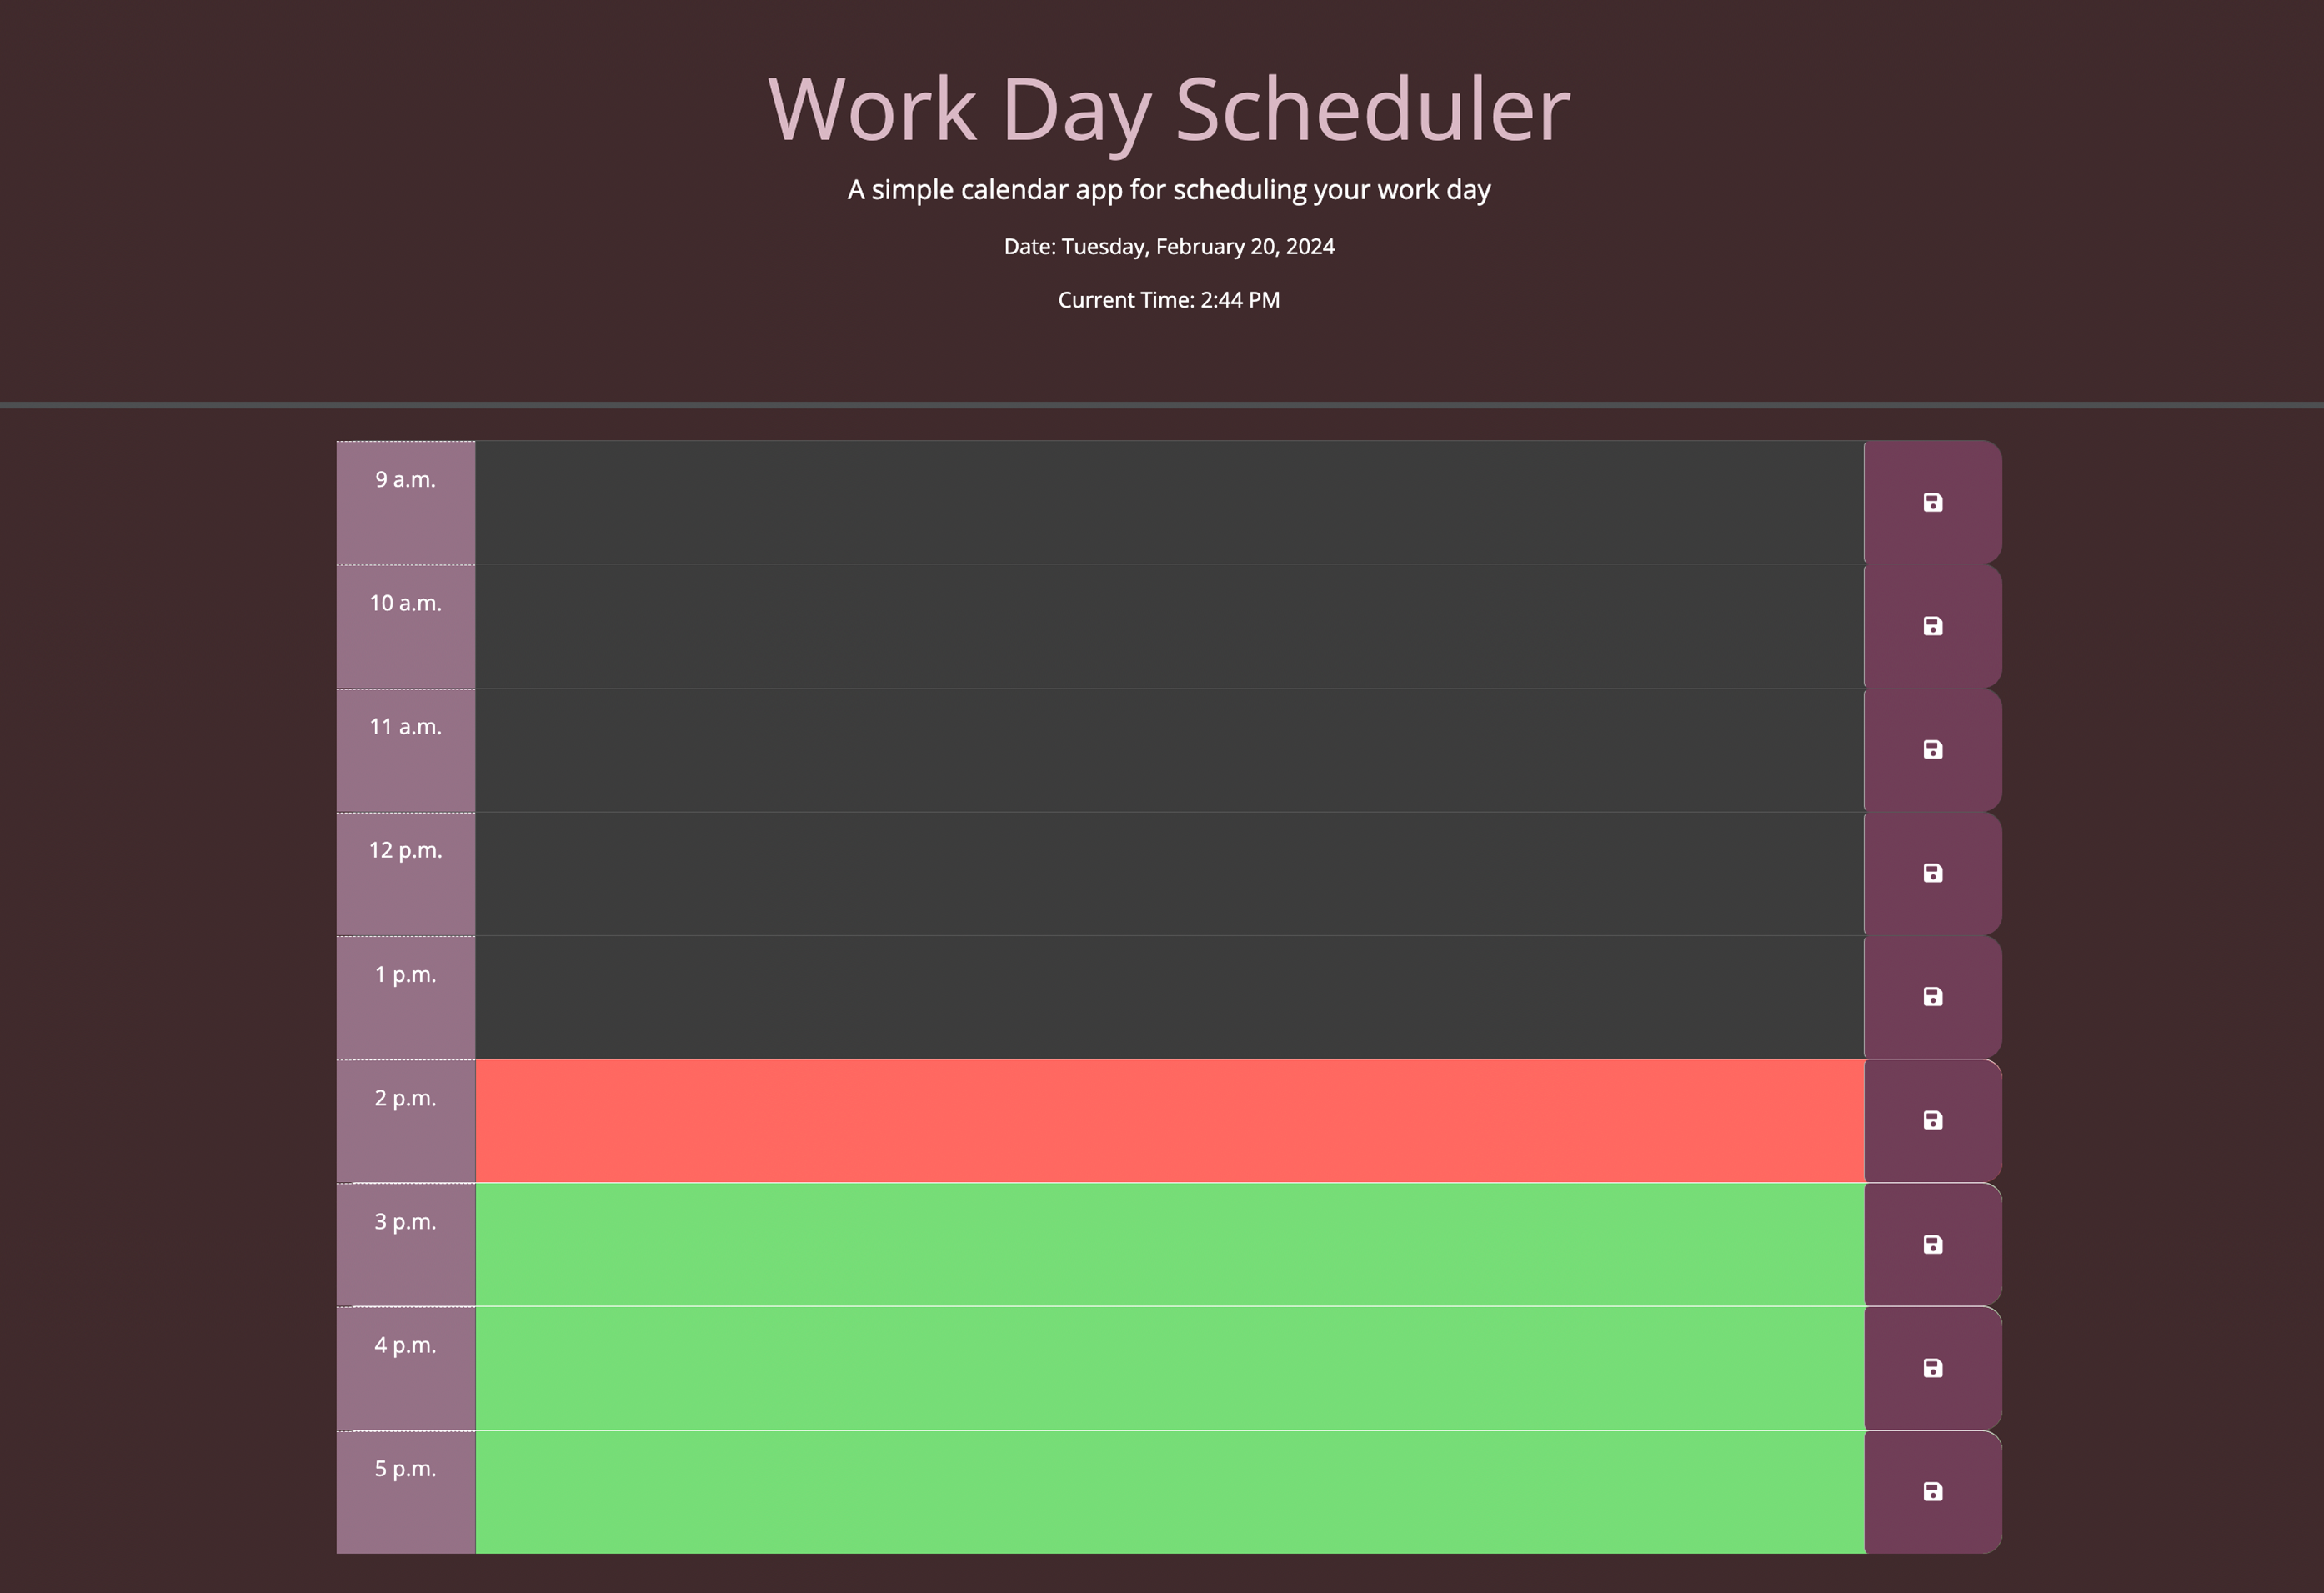 Work Day Scheduler
A simple calendar app for scheduling your work day
Date: Tuesday, February 20, 2024
Current Time: 2:44 PM
9 a.m.
10 a.m.
11 a.m.
12 p.m.
1 p.m.
2 p.m.
3 p.m.
4 p.m.
5 p.m.